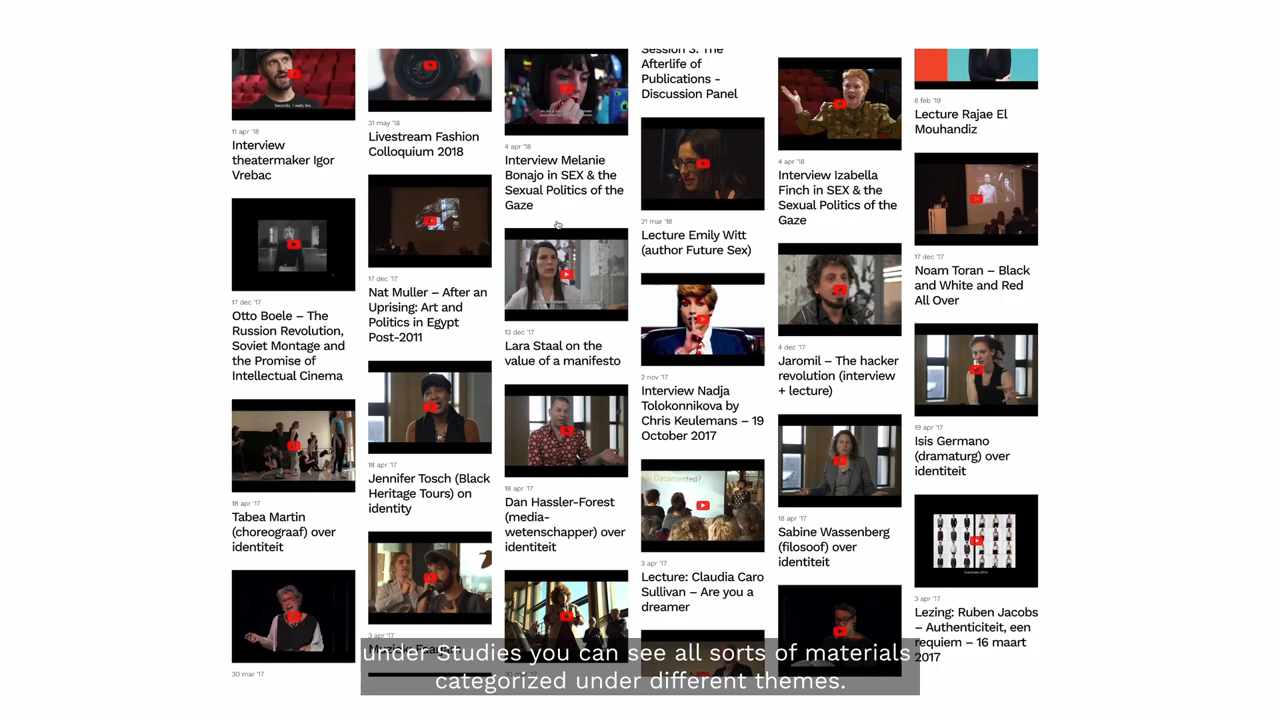 11 apr '18
Interview
theatermaker Igor
Vrebac
17 dec '17
Otto Boele – The
Russion Revolution,
Soviet Montage and
the Promise of
Intellectual Cinema
18 apr '17
Tabea Martin
(choreograaf) over
identiteit
30 mar '17
31 may '18
Livestream Fashion
Colloquium 2018
17 dec '17
Nat Muller – After an
Uprising: Art and
Politics in Egypt
Post-2011
18 apr '17
Jennifer Tosch (Black
Heritage Tours) on
identity
3 apr '17
4 apr '18
Interview Melanie
Bonajo in SEX & the
Sexual Politics of the
Gaze
13 dec '17
Lara Staal on the
value of a manifesto
18 apr '17
Dan Hassler-Forest
(media-
wetenschapper) over
identiteit
Session 3: The
Afterlife of
Publications -
Discussion Panel
21 mar '18
Lecture Emily Witt
(author Future Sex)
2 nov '17
Interview Nadja
Tolokonnikova by
Chris Keulemans – 19
October 2017
3 apr '17
Lecture: Claudia Caro
Sullivan – Are you a
dreamer
4 apr '18
Interview Izabella
Finch in SEX & the
Sexual Politics of the
Gaze
4 dec '17
Jaromil – The hacker
revolution (interview
+ lecture)
18 apr '17
Sabine Wassenberg
(filosoof) over
identiteit
6 feb '19
Lecture Rajae El
Mouhandiz
17 dec '17
Noam Toran – Black
and White and Red
All Over
19 apr '17
Isis Germano
(dramaturg) over
identiteit
3 apr '17
Lezing: Ruben Jacobs
– Authenticiteit, een
requiem – 16 maart
2017
under Studies you can see all sorts of materials
categorized under different themes.